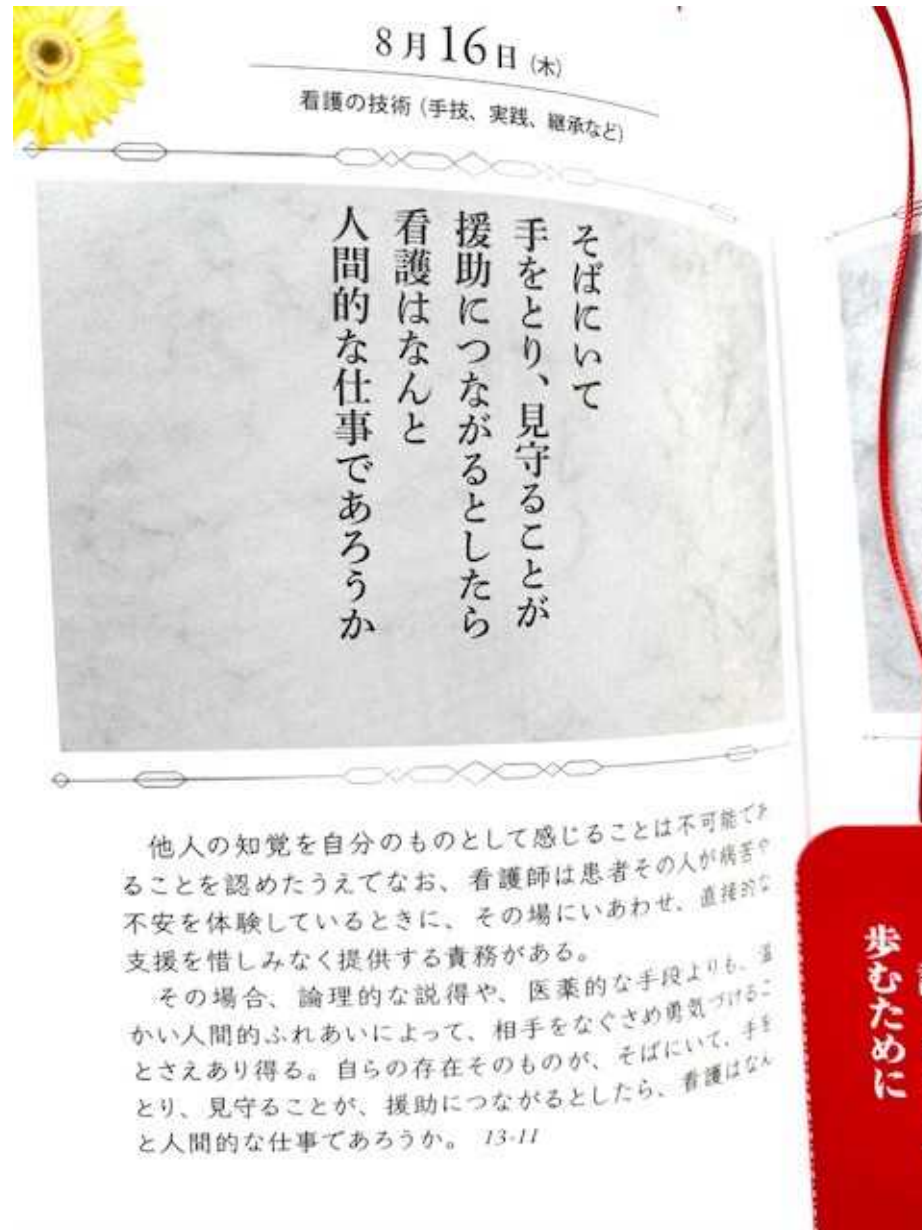 8月16日(木)
看護の技術(手技、実践、継承など)
そばにいて
手をとり、見守ることが
援助につながるとしたら
看護はなんと
人間的な仕事であろうか
他人の知覚を自分のものとして感じることは不可能であ
ることを認めたうえでなお、看護師は患者その人が病苦や
不安を体験しているときに、その場にいあわせ、直接的な
支援を惜しみなく提供する責務がある。
その場合、論理的な説得や、医薬的な手段よりも、温
かい人間的ふれあいによって、相手をなぐさめ勇気づけるこ
とさえあり得る。自らの存在そのものが、そばにいて、手を
とり、見守ることが、援助につながるとしたら、看護はなん
と人間的な仕事であろうか。 13-11
歩むために